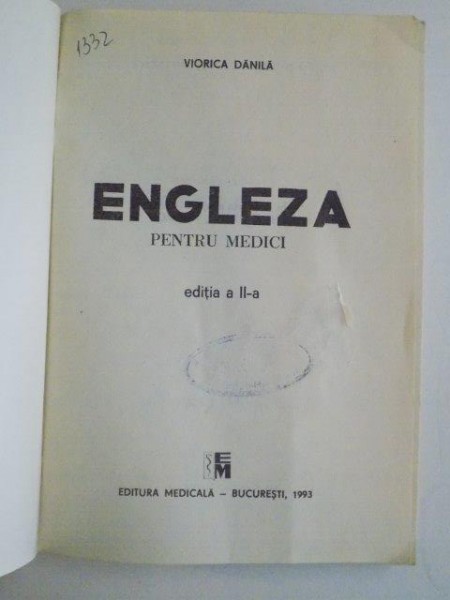 1332
VIORICA DĂNILĂ
ENGLEZA
PENTRU MEDICI
ediția a II-a
EM
EDITURA MEDICALĂ – BUCUREȘTI, 1993